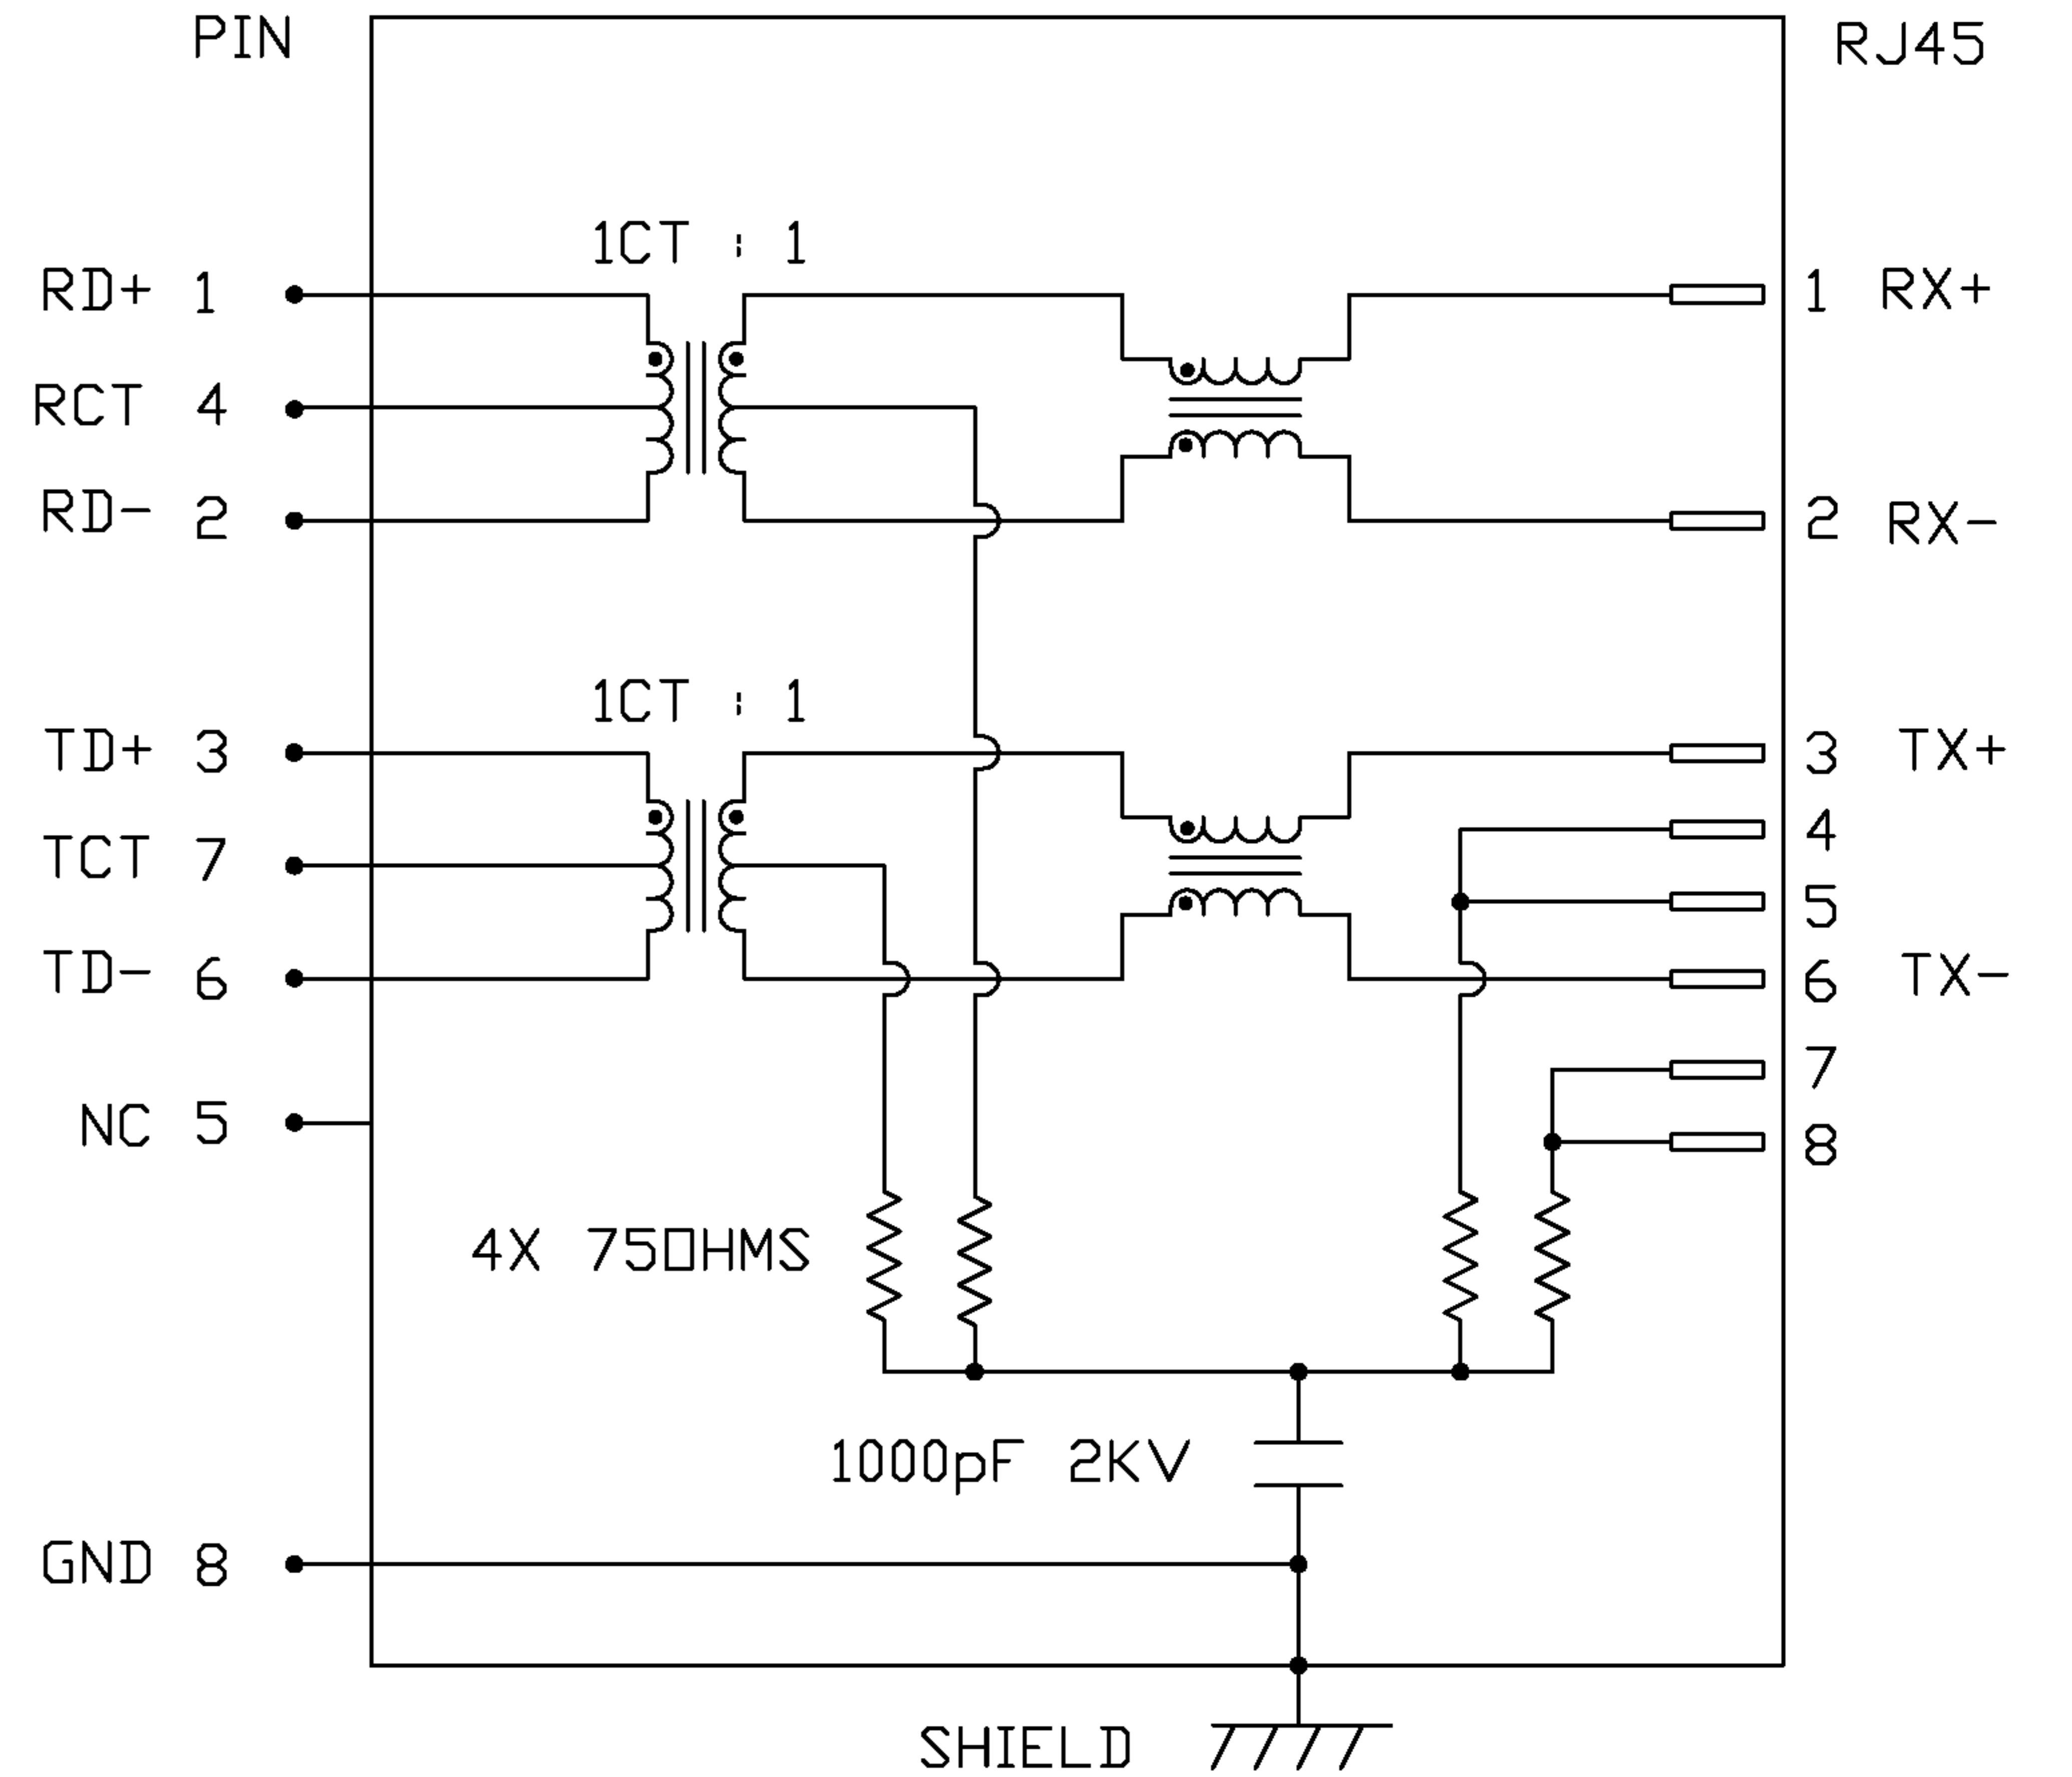 PIN RJ45
1CT : 1
RD+ 1 1 RX+
RCT 4
RD- 2 2 RX-
1CT : 1
TD+ 3 3 TX+
4
TCT 7
5
TD- 6 6 TX-
7
NC 5 8
4X 75OHMS
1000pF 2KV
GND 8
SHIELD